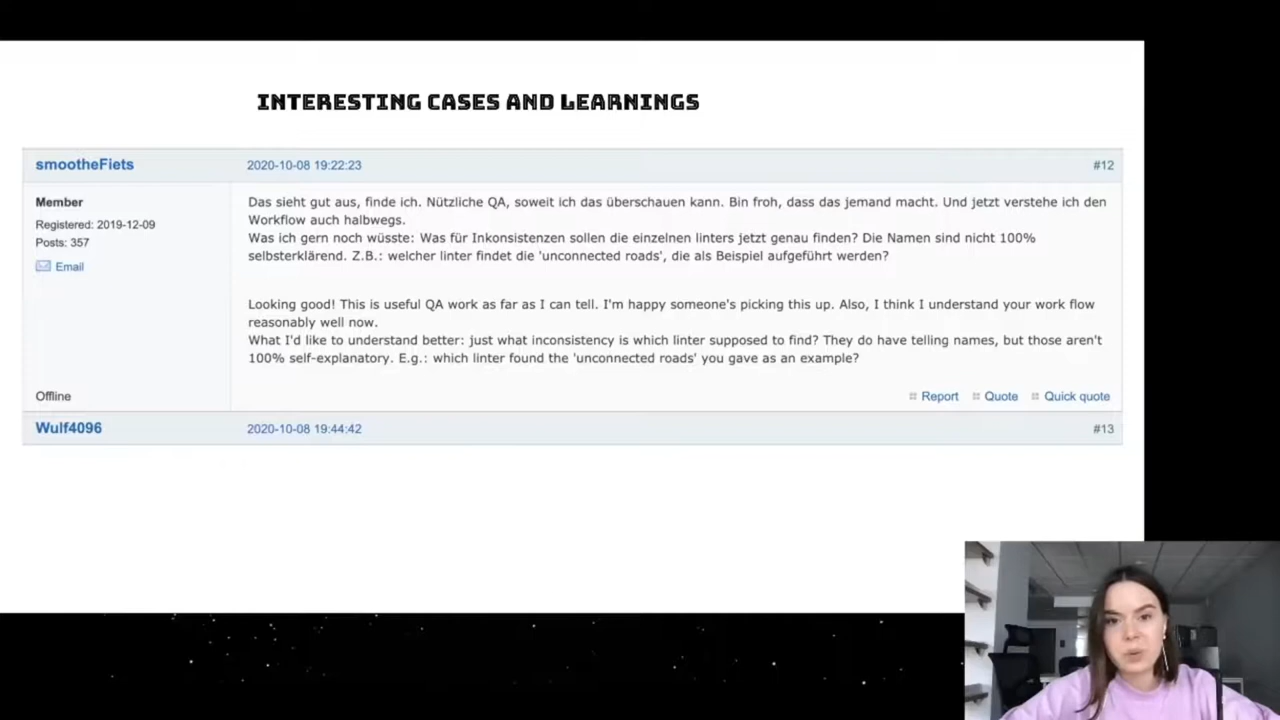 INTERESTING CASES AND LEARNINGS
smootheFiets 2020-10-08 19:22:23 #12
Member
Registered: 2019-12-09
Posts: 357
Email
Das sieht gut aus, finde ich. Nützliche QA, soweit ich das überschauen kann. Bin froh, dass das jemand macht. Und jetzt verstehe ich den
Workflow auch halbwegs.
Was ich gern noch wüsste: Was für Inkonsistenzen sollen die einzelnen linters jetzt genau finden? Die Namen sind nicht 100%
selbsterklärend. Z.B.: welcher linter findet die 'unconnected roads', die als Beispiel aufgeführt werden?
Looking good! This is useful QA work as far as I can tell. I'm happy someone's picking this up. Also, I think I understand your work flow
reasonably well now.
What I'd like to understand better: just what inconsistency is which linter supposed to find? They do have telling names, but those aren't
100% self-explanatory. E.g.: which linter found the 'unconnected roads' you gave as an example?
Offline Report Quote Quick quote
Wulf4096 2020-10-08 19:44:42 #13